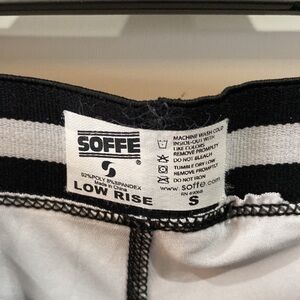 SOFFE
92%POLY 8%SPANDEX
Made in China
LOW RISE
MACHINE WASH COLD
INSIDE-OUT WITH
LIKE COLORS
REMOVE PROMPTLY
DO NOT BLEACH
TUMBLE DRY LOW
REMOVE PROMPTLY
DO NOT IRON
www.soffe.com
S